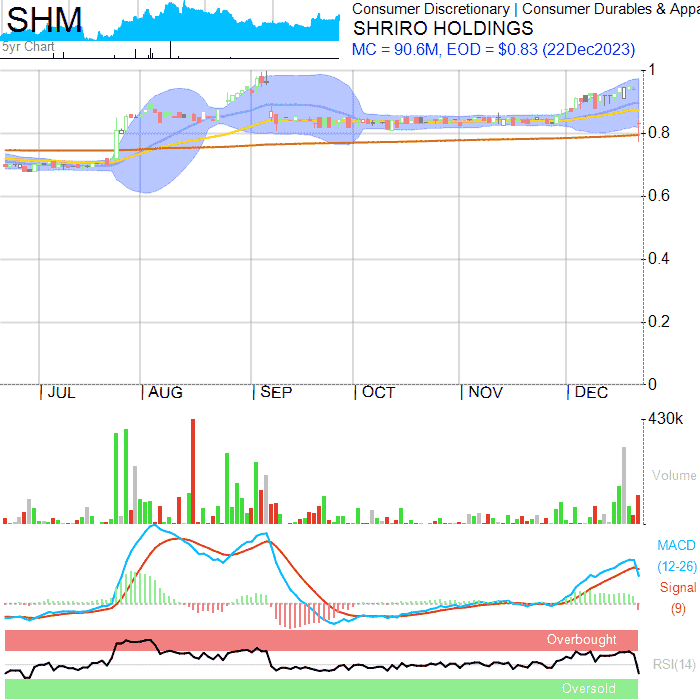 SHM
5yr Chart
Consumer Discretionary | Consumer Durables & Appa
SHRIRO HOLDINGS
MC = 90.6M, EOD = $0.83 (22Dec2023)
1
0.8
0.6
0.4
0.2
0
JUL AUG SEP OCT NOV DEC
430k
Volume
MACD
(12-26)
Signal
(9)
Overbought
RSI(14)
Oversold